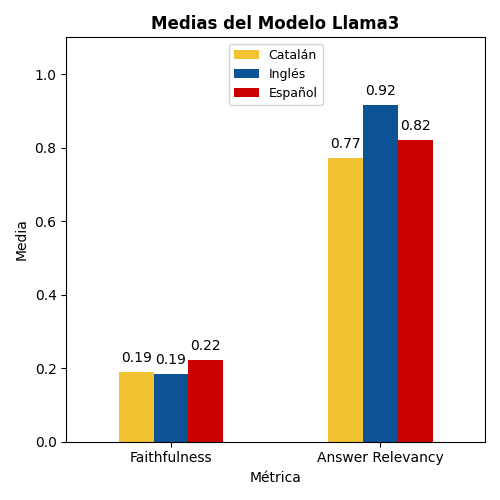 Medias del Modelo Llama3
Catalán
Inglés
Español
Media
1.0
0.8
0.6
0.4
0.2
0.0
0.19
0.19
0.22
0.77
0.92
0.82
Faithfulness
Answer Relevancy
Métrica